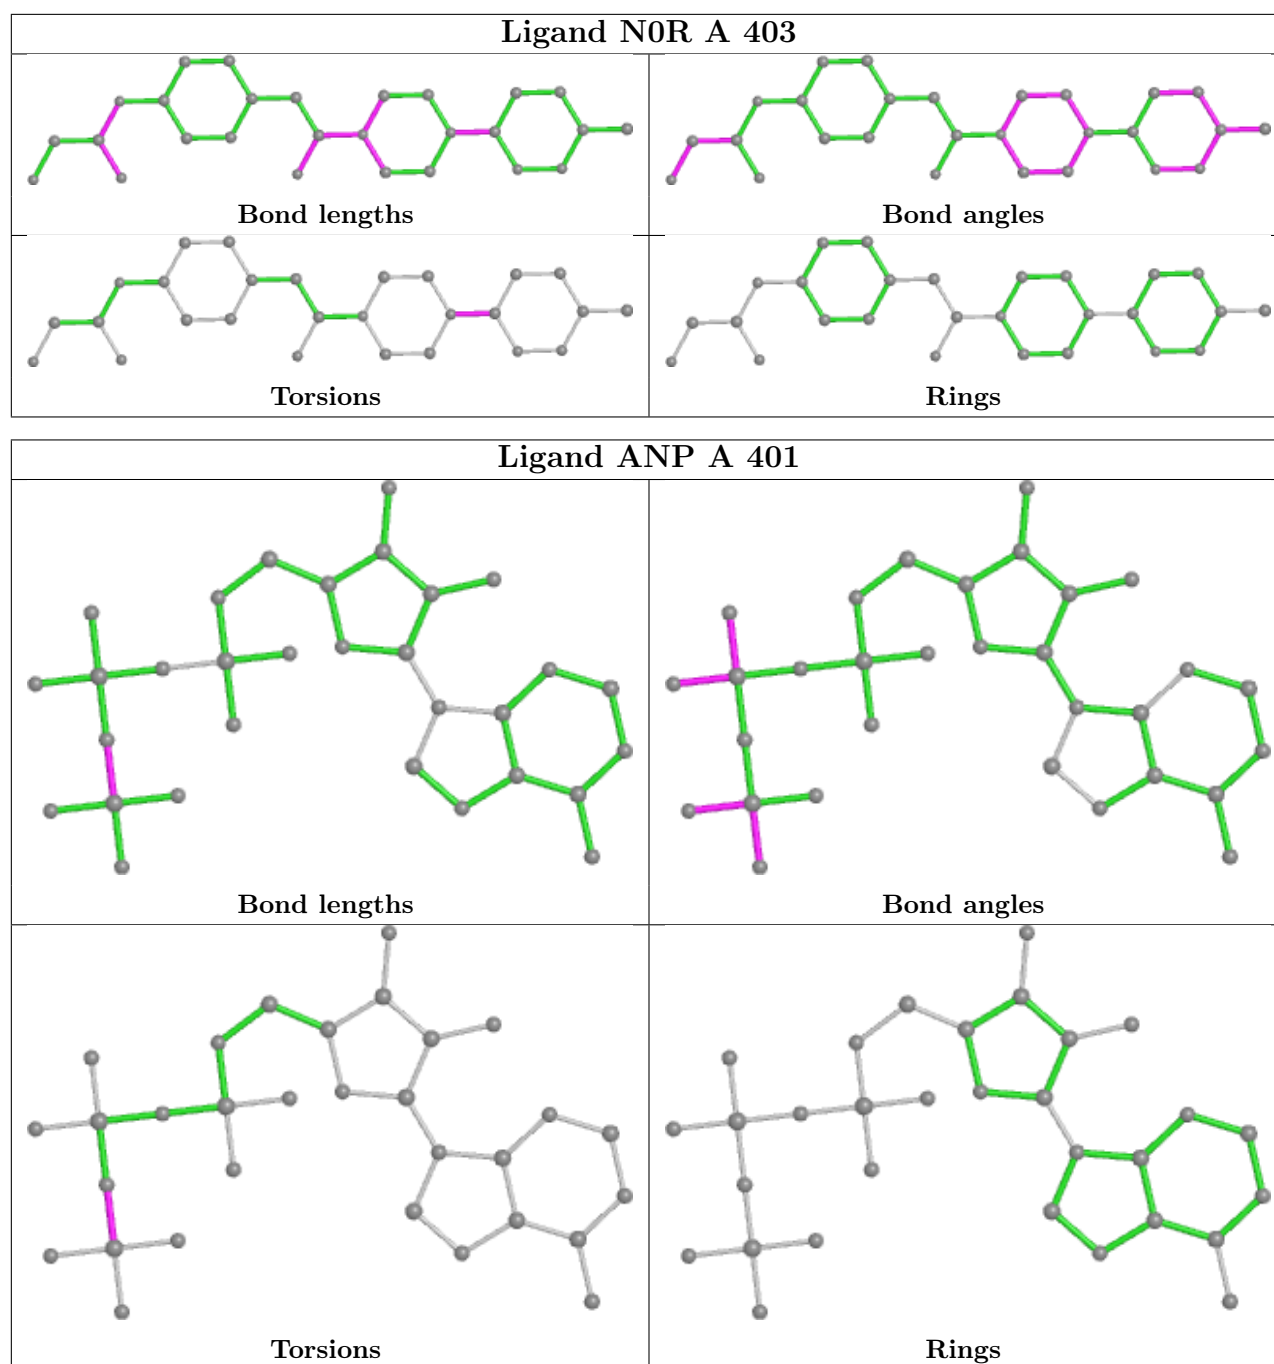 Ligand N0R A 403
Bond lengths
Bond angles
Torsions
Rings
Ligand ANP A 401
Bond lengths
Bond angles
Torsions
Rings